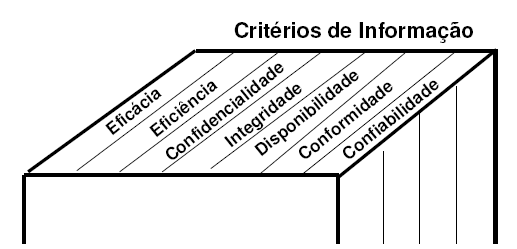 Critérios de Informação
Eficácia
Eficiência
Confidencialidade
Integridade
Disponibilidade
Conformidade
Confiabilidade